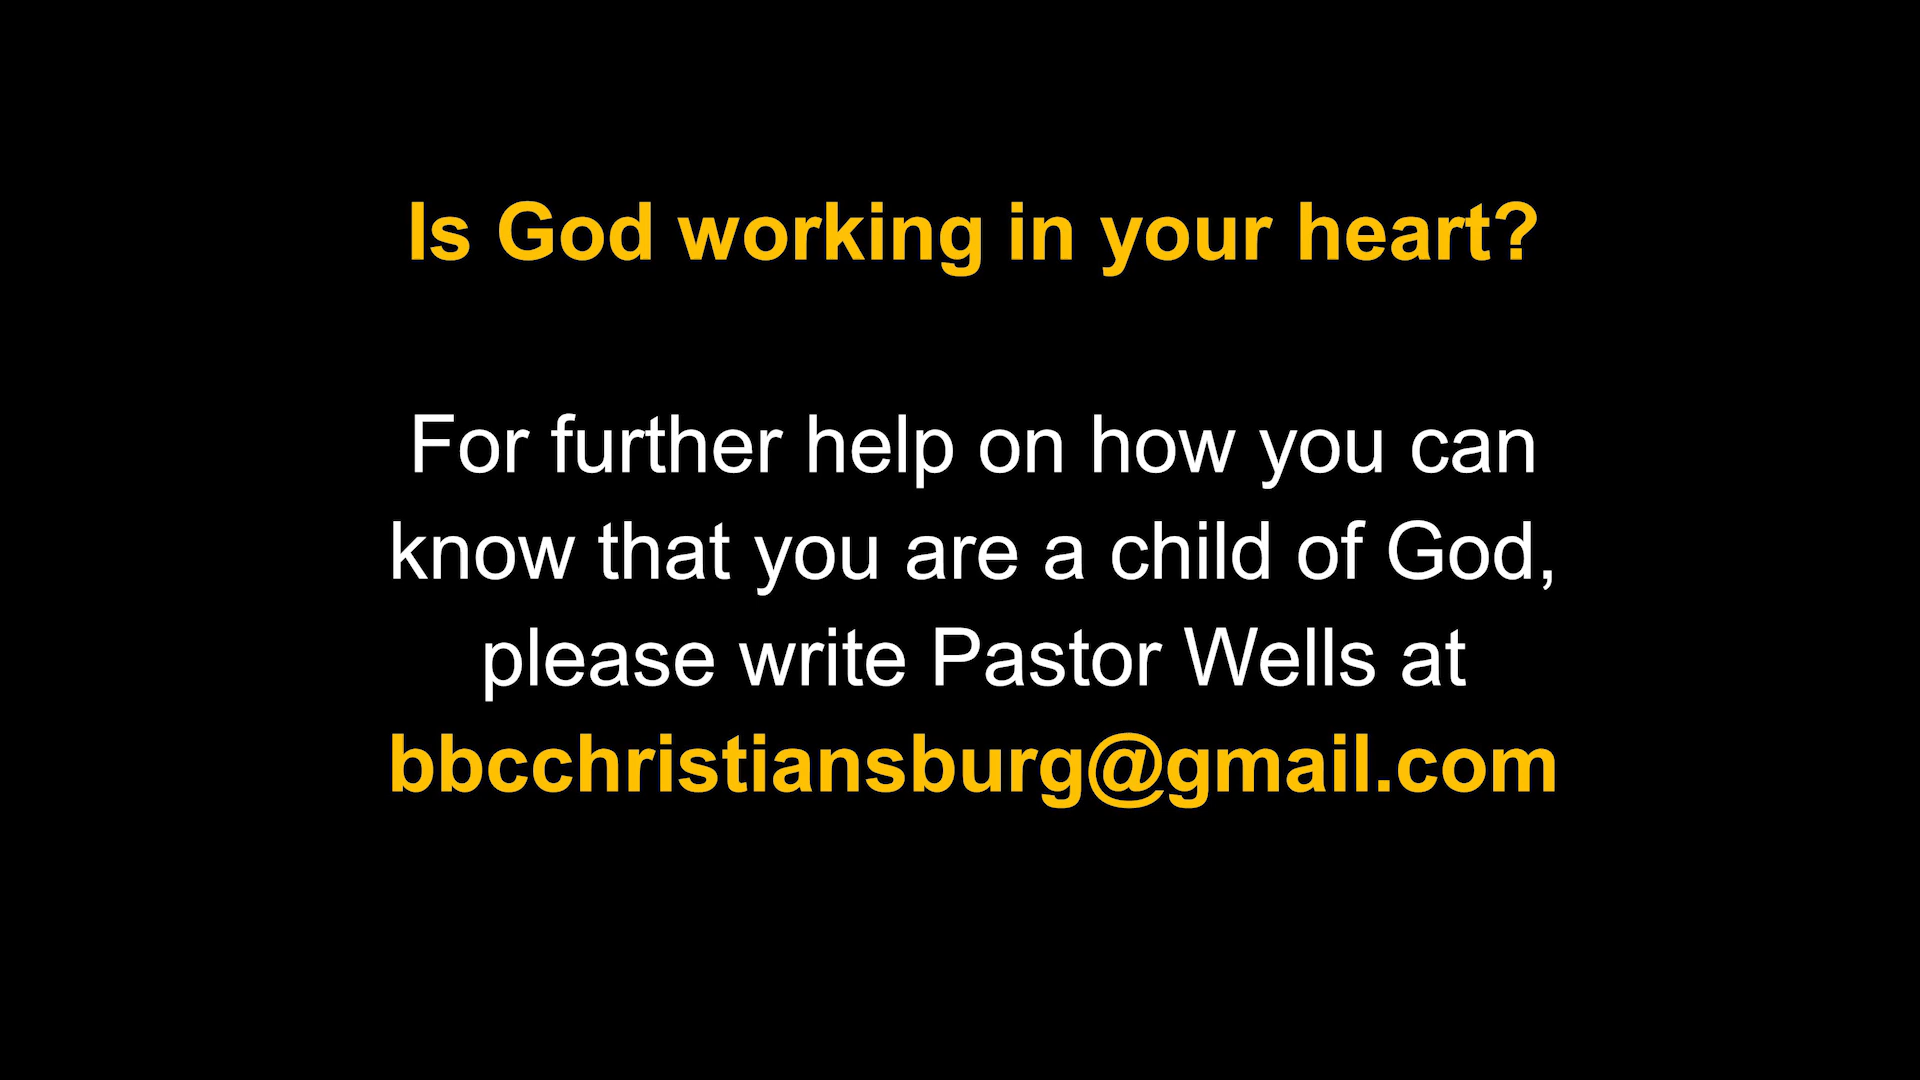 Is God working in your heart?
For further help on how you can
know that you are a child of God,
please write Pastor Wells at
bbcchristiansburg@gmail.com